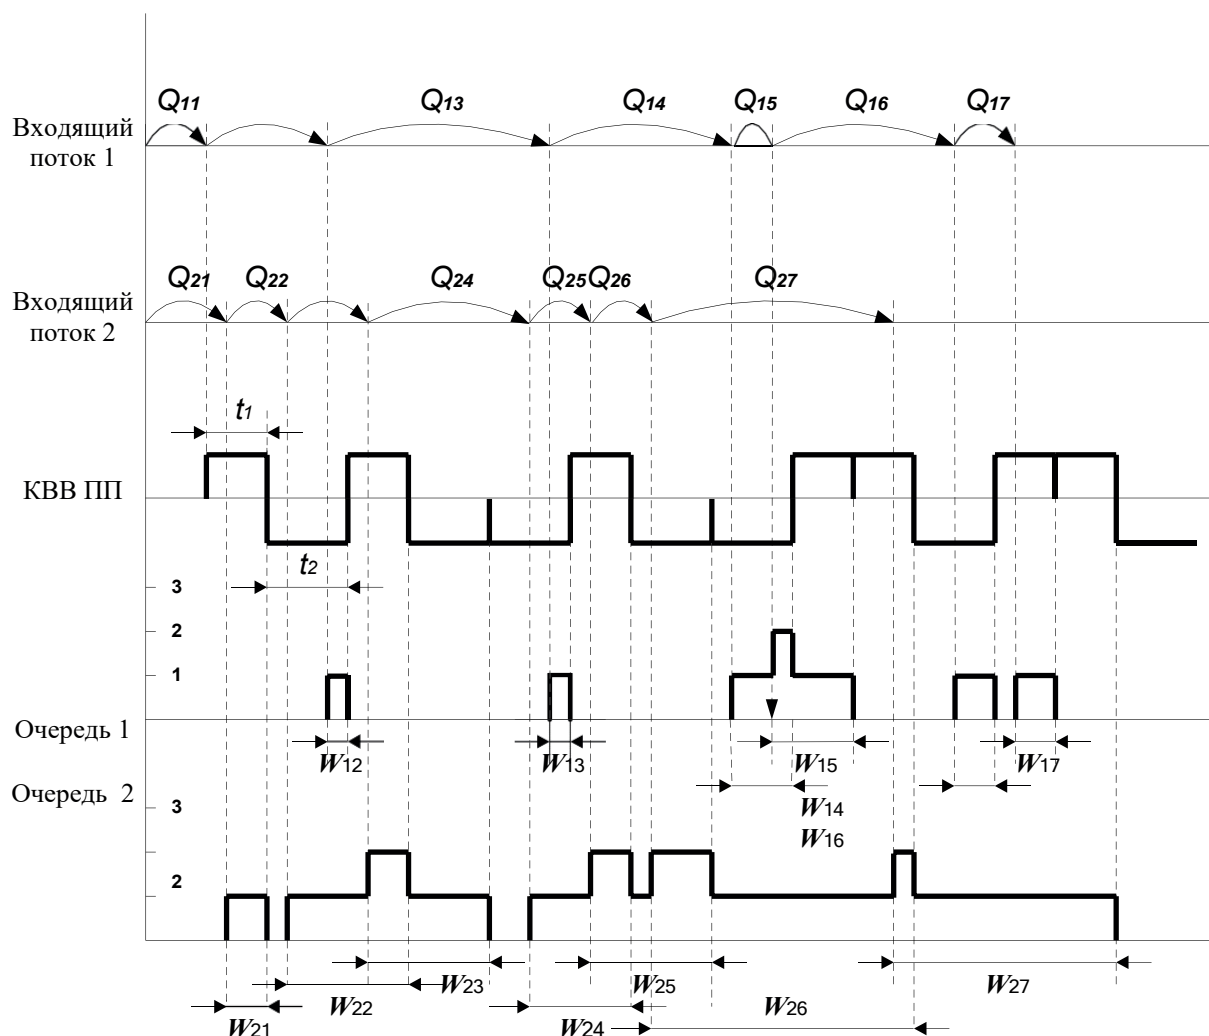 Q11 Q13 Q14 Q15 Q16 Q17
Входящий
поток 1
Q21 Q22 Q24 Q25 Q26 Q27
Входящий
поток 2
t1
КВВ ПП
t2
3
2
1
Очередь 1
W12 W13 W15 W17
Очередь 2
3
W14
W16
2
W23 W25 W27
W22 W26
W21 W24